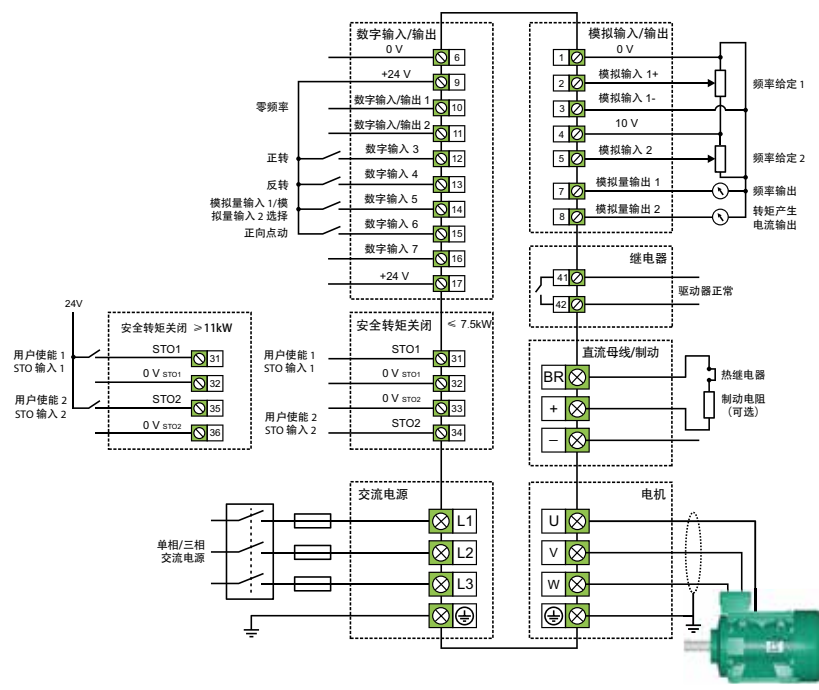 数字输入/输出
0 V
6
+24 V
9
零频率
数字输入/输出 1
10
数字输入/输出 2
11
正转
数字输入 3
12
反转
数字输入 4
13
模拟量输入 1/模
拟量输入 2 选择
数字输入 5
14
正向点动
数字输入 6
15
数字输入 7
16
+24 V
17
模拟输入/输出
1
0 V
2
模拟输入 1+
频率给定 1
3
模拟输入 1-
4
10 V
5
模拟输入 2
频率给定 2
7
模拟量输出 1
频率输出
8
模拟量输出 2
转矩产生
电流输出
继电器
41
42
驱动器正常
24V
安全转矩关闭 ≥11kW
用户使能 1
STO 输入 1
STO1
31
0 V STO1
32
用户使能 2
STO 输入 2
STO2
35
0 V STO2
36
安全转矩关闭 ≤ 7.5kW
用户使能 1
STO 输入 1
STO1
31
0 V STO1
32
0 V STO2
33
用户使能 2
STO 输入 2
STO2
34
直流母线/制动
BR
+
–
热继电器
制动电阻
（可选）
交流电源
单相/三相
交流电源
L1
L2
L3
电机
U
V
W